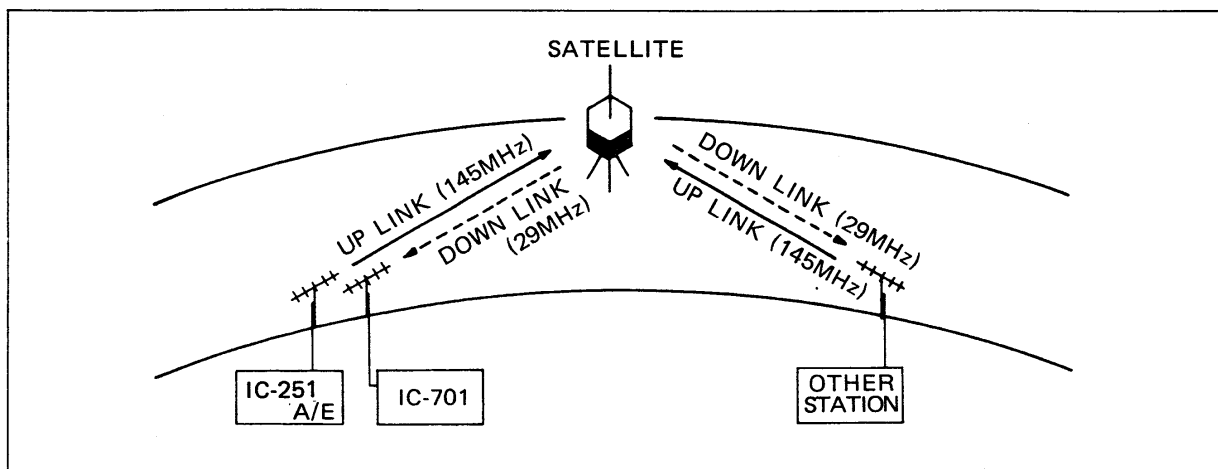 SATELLITE
UP LINK (145MHz)
DOWN LINK
(29MHz)
DOWN LINK (29MHz)
UP LINK (145MHz)
IC-251
A/E
IC-701
OTHER
STATION